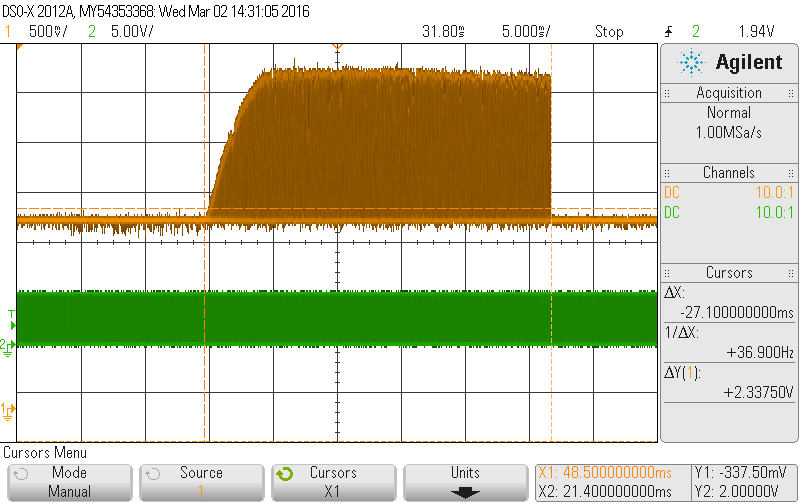 DSO-X 2012A, MY54353368: Wed Mar 02 14:31:05 2016
1 500℧/ 2 5.00V/ 31.80s 5.000s/ Stop 2 1.94V
Agilent
Acquisition
Normal
1.00MSa/s
Channels
DC 10.0:1
DC 10.0:1
Cursors
ΔX:
-27.100000000ms
1/ΔX:
+36.900Hz
ΔY(1):
+2.33750V
T
2
1
Cursors Menu
Mode
Manual
Source
1
Cursors
X1
Units
X1: 48.500000000ms
Y1: -337.50mV
X2: 21.400000000ms
Y2: 2.00000V